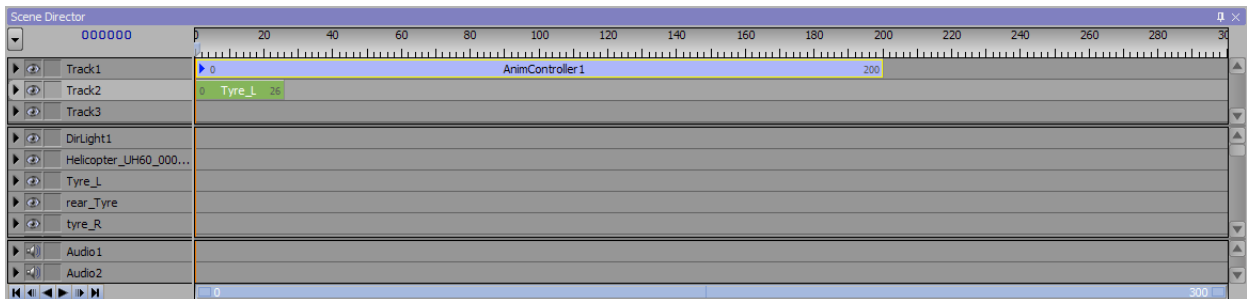 Scene Director
000000 0 20 40 60 80 100 120 140 160 180 200 220 240 260 280 30
Track1 0 AnimController1 200
Track2 0 Tyre_L 26
Track3
DirLight1
Helicopter_UH60_000...
Tyre_L
rear_Tyre
tyre_R
Audio1
Audio2
0 300